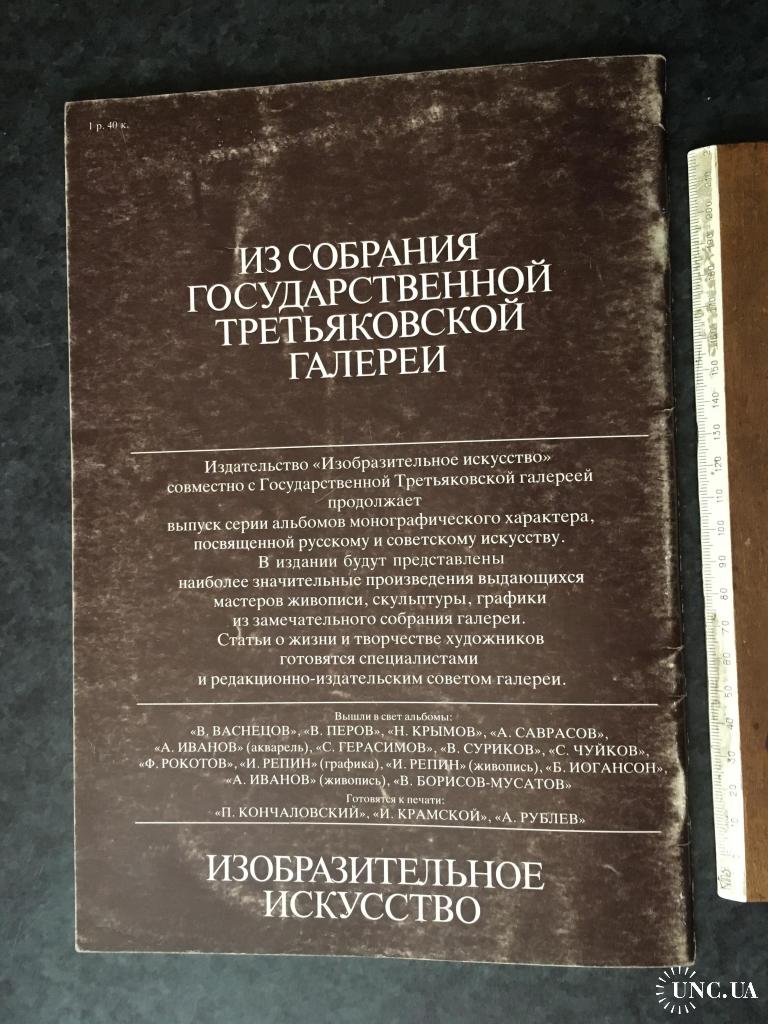 1 р. 40 к.
ИЗ СОБРАНИЯ
ГОСУДАРСТВЕННОЙ
ТРЕТЬЯКОВСКОЙ
ГАЛЕРЕИ
Издательство «Изобразительное искусство»
совместно с Государственной Третьяковской галереей
продолжает
выпуск серии альбомов монографического характера,
посвященной русскому и советскому искусству.
В издании будут представлены
наиболее значительные произведения выдающихся
мастеров живописи, скульптуры, графики
из замечательного собрания галереи.
Статьи о жизни и творчестве художников
готовятся специалистами
и редакционно-издательским советом галереи.
Вышли в свет альбомы:
«В. ВАСНЕЦОВ», «В. ПЕРОВ», «Н. КРЫМОВ», «А. САВРАСОВ»,
«А. ИВАНОВ» (акварель), «С. ГЕРАСИМОВ», «В. СУРИКОВ», «С. ЧУЙКОВ»,
«Ф. РОКОТОВ», «И. РЕПИН» (графика), «И. РЕПИН» (живопись), «Б. ИОГАНСОН»,
«А. ИВАНОВ» (живопись), «В. БОРИСОВ-МУСАТОВ»
Готовятся к печати:
«П. КОНЧАЛОВСКИЙ», «И. КРАМСКОЙ», «А. РУБЛЕВ»
ИЗОБРАЗИТЕЛЬНОЕ
ИСКУССТВО
UNC.UA